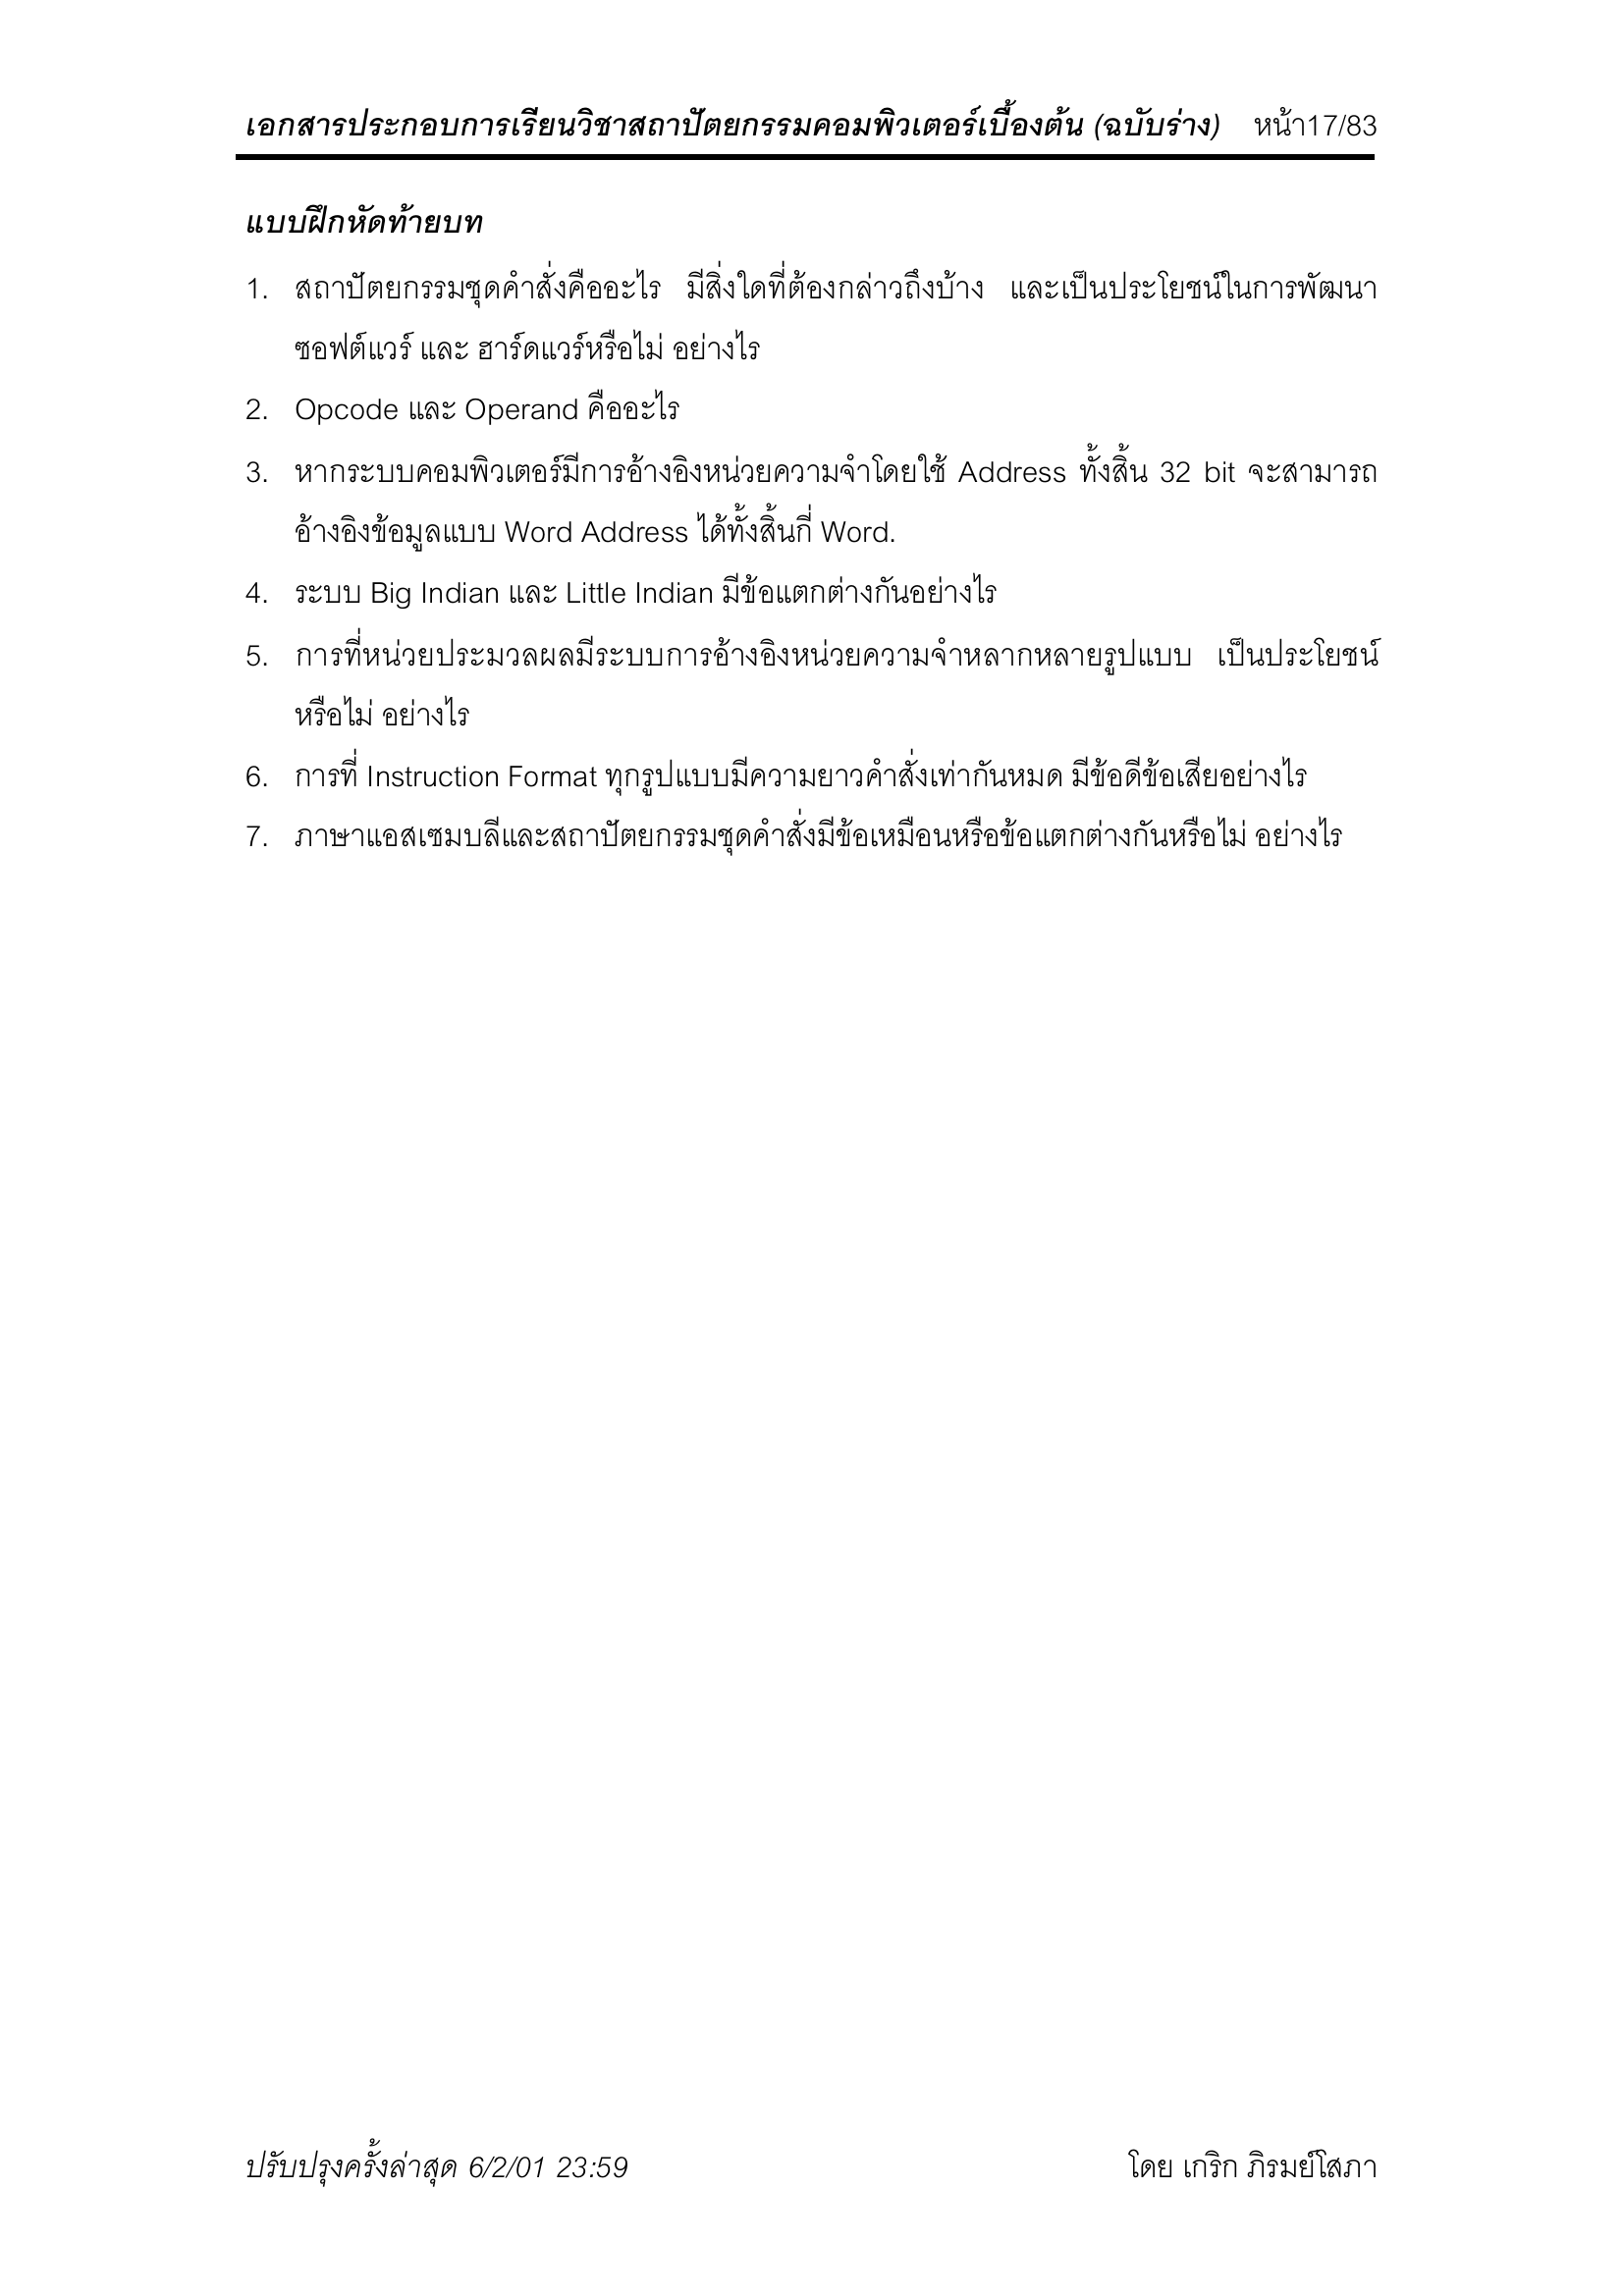 เอกสารประกอบการเรียนวิชาสถาปัตยกรรมคอมพิวเตอร์เบื้องต้น (ฉบับร่าง) หน้า17/83
แบบฝึกหัดท้ายบท
1. สถาปัตยกรรมชุดคำสั่งคืออะไร มีสิ่งใดที่ต้องกล่าวถึงบ้าง และเป็นประโยชน์ในการพัฒนา
ซอฟต์แวร์ และ ฮาร์ดแวร์หรือไม่ อย่างไร
2. Opcode และ Operand คืออะไร
3. หากระบบคอมพิวเตอร์มีการอ้างอิงหน่วยความจำโดยใช้ Address ทั้งสิ้น 32 bit จะสามารถ
อ้างอิงข้อมูลแบบ Word Address ได้ทั้งสิ้นกี่ Word.
4. ระบบ Big Indian และ Little Indian มีข้อแตกต่างกันอย่างไร
5. การที่หน่วยประมวลผลมีระบบการอ้างอิงหน่วยความจำหลากหลายรูปแบบ เป็นประโยชน์
หรือไม่ อย่างไร
6. การที่ Instruction Format ทุกรูปแบบมีความยาวคำสั่งเท่ากันหมด มีข้อดีข้อเสียอย่างไร
7. ภาษาแอสเซมบลีและสถาปัตยกรรมชุดคำสั่งมีข้อเหมือนหรือข้อแตกต่างกันหรือไม่ อย่างไร
ปรับปรุงครั้งล่าสุด 6/2/01 23:59 โดย เกริก ภิรมย์โสภา